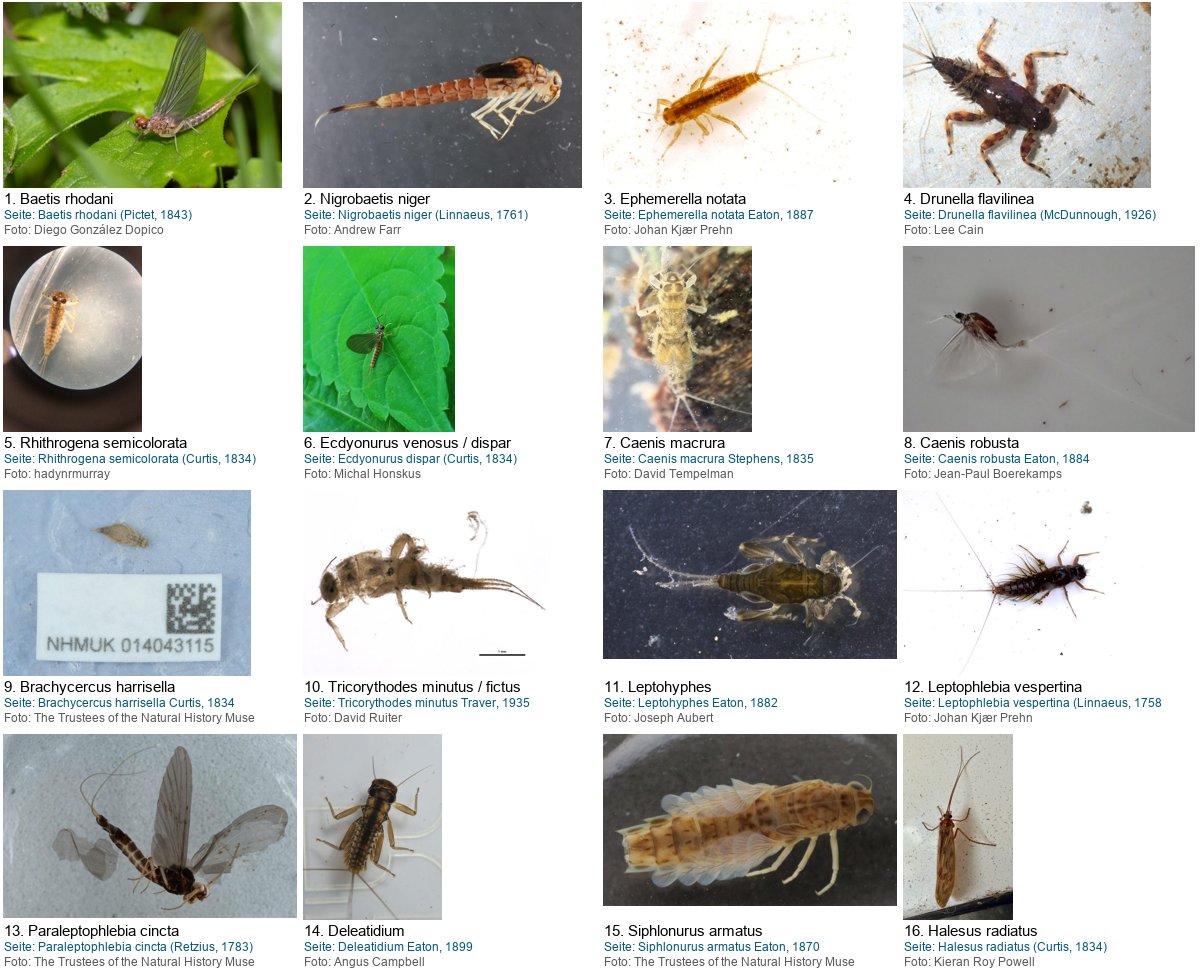 1. Baetis rhodani
Seite: Baetis rhodani (Pictet, 1843)
Foto: Diego González Dopico
2. Nigrobaetis niger
Seite: Nigrobaetis niger (Linnaeus, 1761)
Foto: Andrew Farr
3. Ephemerella notata
Seite: Ephemerella notata Eaton, 1887
Foto: Johan Kjær Prehn
4. Drunella flavilinea
Seite: Drunella flavilinea (McDunnough, 1926)
Foto: Lee Cain
5. Rhithrogena semicolorata
Seite: Rhithrogena semicolorata (Curtis, 1834)
Foto: hadynrmurray
6. Ecdyonurus venosus / dispar
Seite: Ecdyonurus dispar (Curtis, 1834)
Foto: Michal Honskus
7. Caenis macrura
Seite: Caenis macrura Stephens, 1835
Foto: David Tempelman
8. Caenis robusta
Seite: Caenis robusta Eaton, 1884
Foto: Jean-Paul Boerekamps
NHMUK 014043115
9. Brachycercus harrisella
Seite: Brachycercus harrisella Curtis, 1834
Foto: The Trustees of the Natural History Muse
10. Tricorythodes minutus / fictus
Seite: Tricorythodes minutus Traver, 1935
Foto: David Ruiter
11. Leptohyphes
Seite: Leptohyphes Eaton, 1882
Foto: Joseph Aubert
12. Leptophlebia vespertina
Seite: Leptophlebia vespertina (Linnaeus, 1758
Foto: Johan Kjær Prehn
13. Paraleptophlebia cincta
Seite: Paraleptophlebia cincta (Retzius, 1783)
Foto: The Trustees of the Natural History Muse
14. Deleatidium
Seite: Deleatidium Eaton, 1899
Foto: Angus Campbell
15. Siphlonurus armatus
Seite: Siphlonurus armatus Eaton, 1870
Foto: The Trustees of the Natural History Muse
16. Halesus radiatus
Seite: Halesus radiatus (Curtis, 1834)
Foto: Kieran Roy Powell